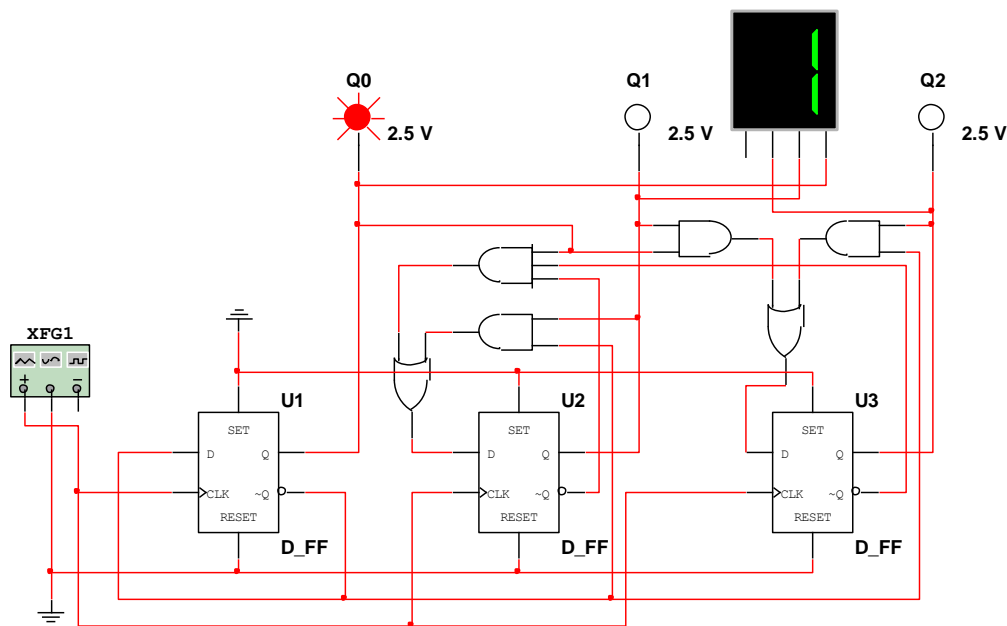 Q0
2.5 V
Q1
2.5 V
1
Q2
2.5 V
XFG1
+
−
U1
SET
D
Q
CLK
~Q
RESET
D_FF
U2
SET
D
Q
CLK
~Q
RESET
D_FF
U3
SET
D
Q
CLK
~Q
RESET
D_FF